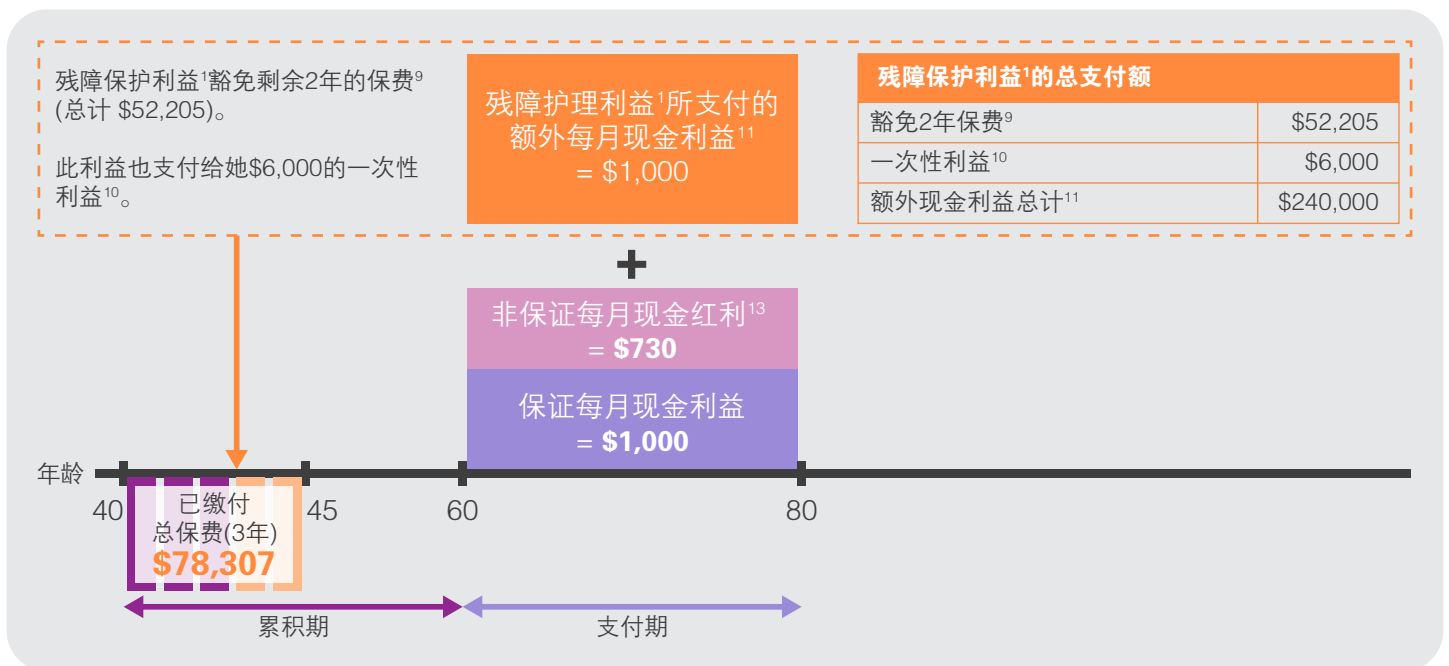 残障保护利益¹豁免剩余2年的保费⁹
(总计 $52,205)。
此利益也支付给她$6,000的一次性
利益¹⁰。
残障护理利益¹所支付的
额外每月现金利益¹¹
= $1,000
残障保护利益¹的总支付额
豁免2年保费⁹ $52,205
一次性利益¹⁰ $6,000
额外现金利益总计¹¹ $240,000
+
非保证每月现金红利¹³
= $730
保证每月现金利益
= $1,000
年龄
40 45 60 80
已缴付
总保费(3年)
$78,307
累积期 支付期